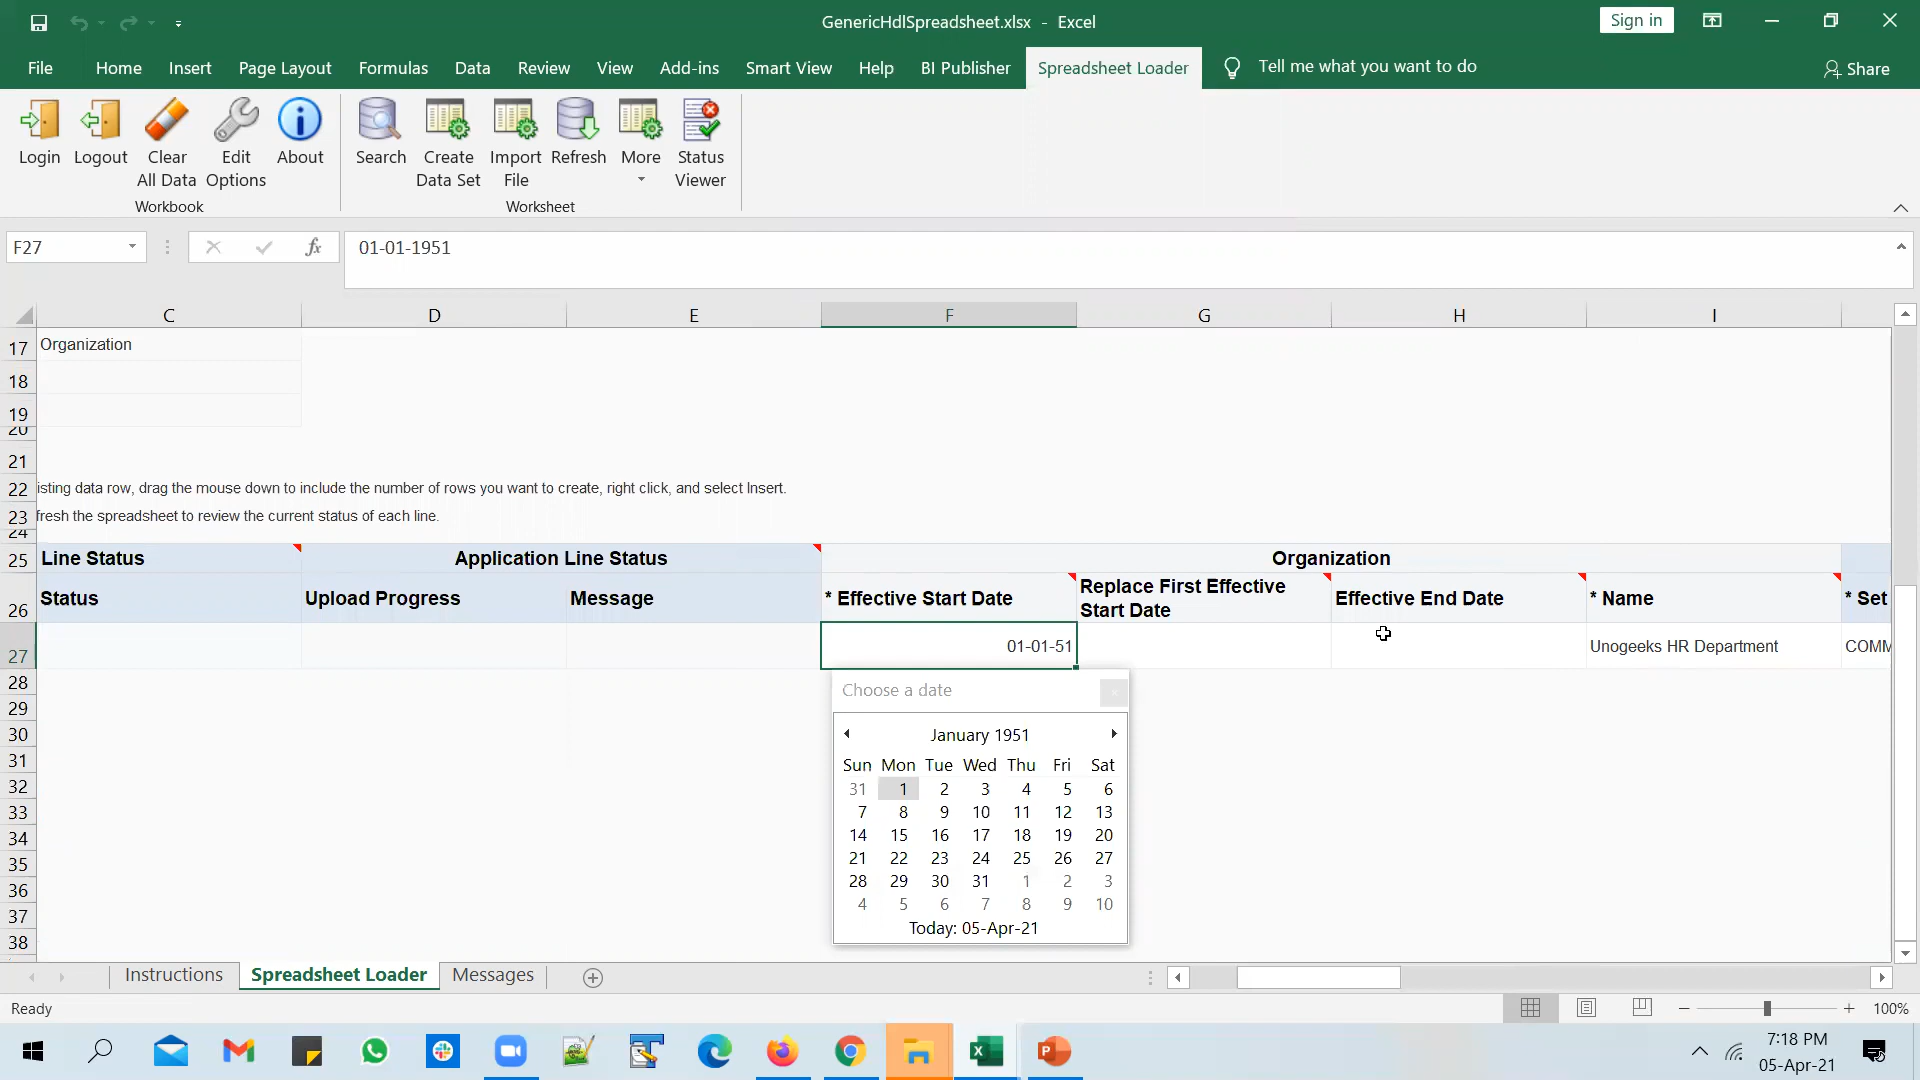 GenericHdlSpreadsheet.xlsx - Excel
Sign in
File Home Insert Page Layout Formulas Data Review View Add-ins Smart View Help BI Publisher Spreadsheet Loader Tell me what you want to do Share
Login Logout Clear All Data Edit Options About
Search Create Data Set Import File Refresh More Status Viewer
Workbook Worksheet
F27 fx 01-01-1951
C D E F G H I
17 Organization
18
19
20
21
22 isting data row, drag the mouse down to include the number of rows you want to create, right click, and select Insert.
23 fresh the spreadsheet to review the current status of each line.
24
25 Line Status Application Line Status Organization
26 Status Upload Progress Message * Effective Start Date Replace First Effective Start Date Effective End Date * Name * Set
27 01-01-51 Unogeeks HR Department COMM
28
29
30
31
32
33
34
35
36
37
38
Choose a date
January 1951
Sun Mon Tue Wed Thu Fri Sat
31 1 2 3 4 5 6
7 8 9 10 11 12 13
14 15 16 17 18 19 20
21 22 23 24 25 26 27
28 29 30 31 1 2 3
4 5 6 7 8 9 10
Today: 05-Apr-21
Instructions Spreadsheet Loader Messages
Ready 100%
7:18 PM
05-Apr-21